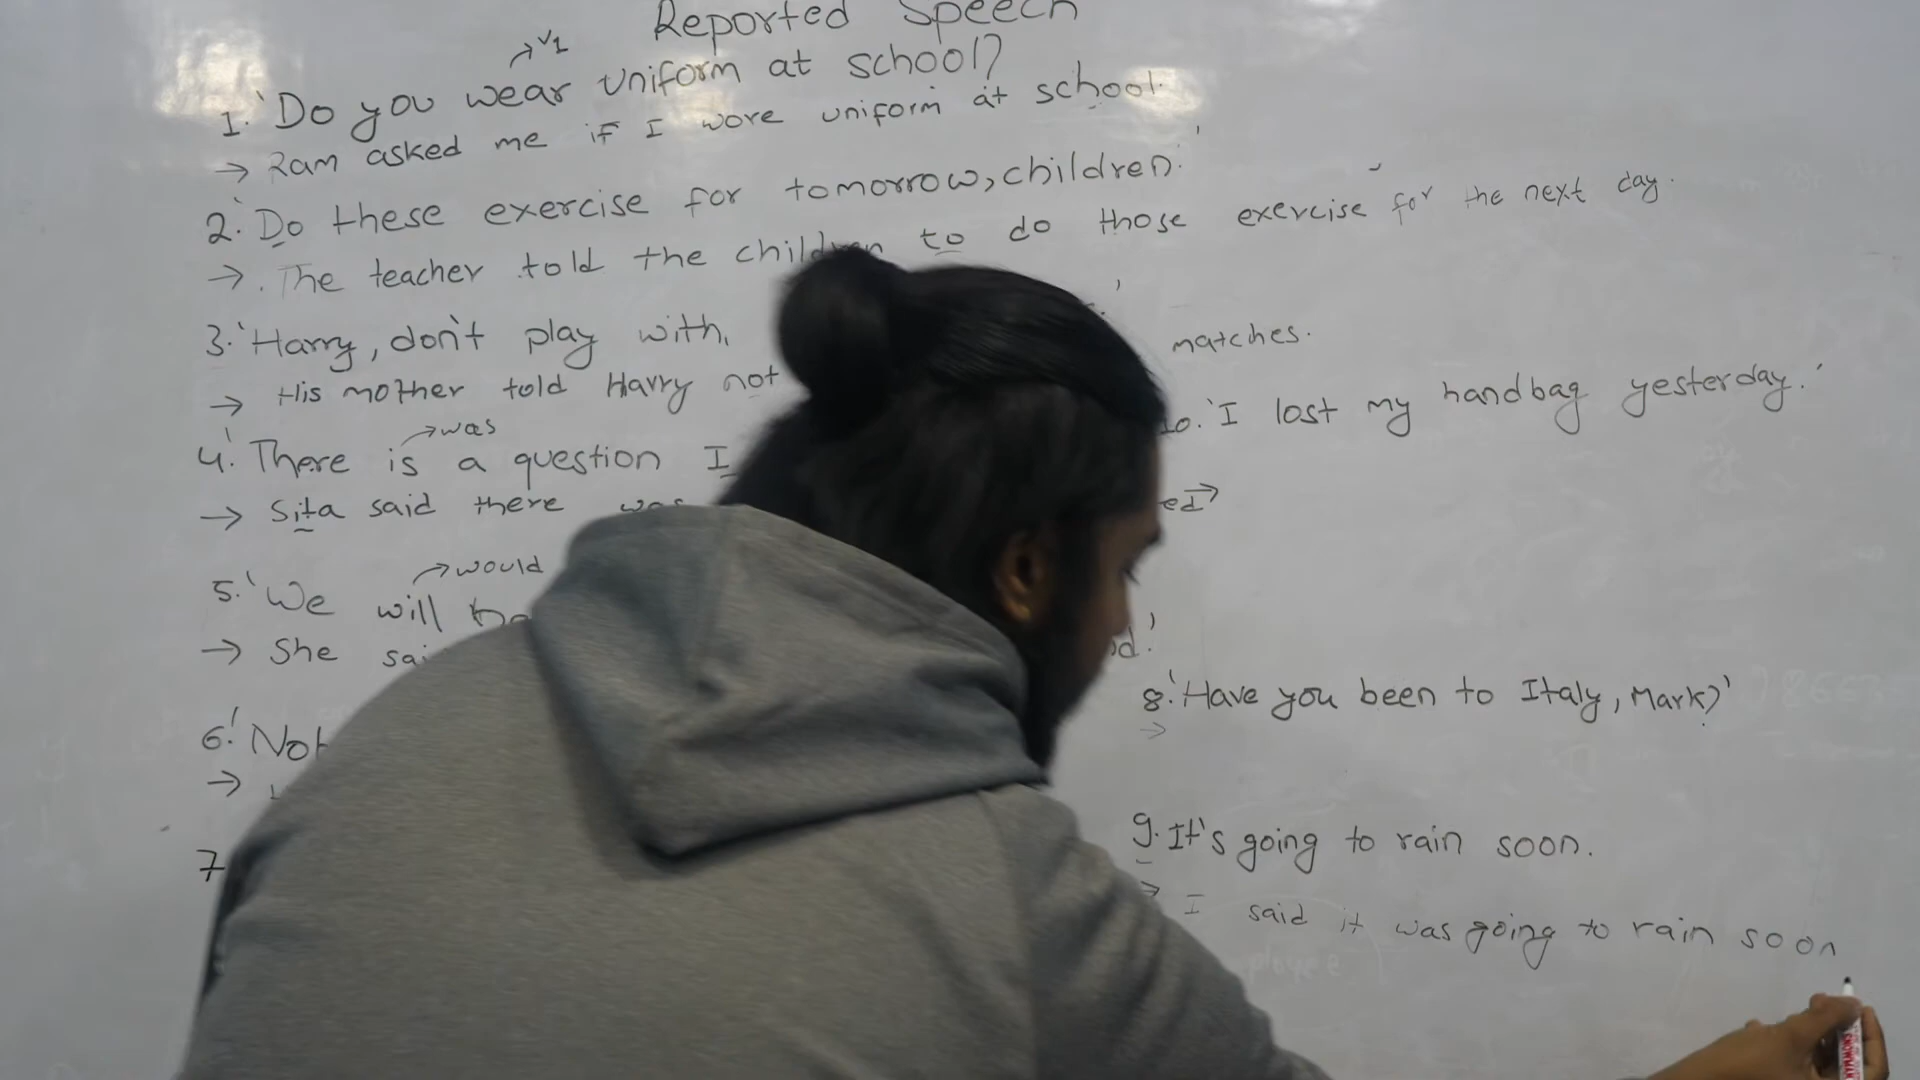 Reported Speech
→V1
1. 'Do you wear uniform at school?
→ Ram asked me if I wore uniform at school.
2. 'Do these exercise for tomorrow, children.'
→ . The teacher told the children to do those exercise for the next day.
3. 'Harry, don't play with
→ His mother told Harry not matches.
→was
4. 'There is a question I
→ Sita said there was
→would
5. 'We will
→ She
6. '
→
7
10. 'I lost my handbag yesterday.'
8. 'Have you been to Italy, Mark?'
→
9. It's going to rain soon.
→ I said it was going to rain soon